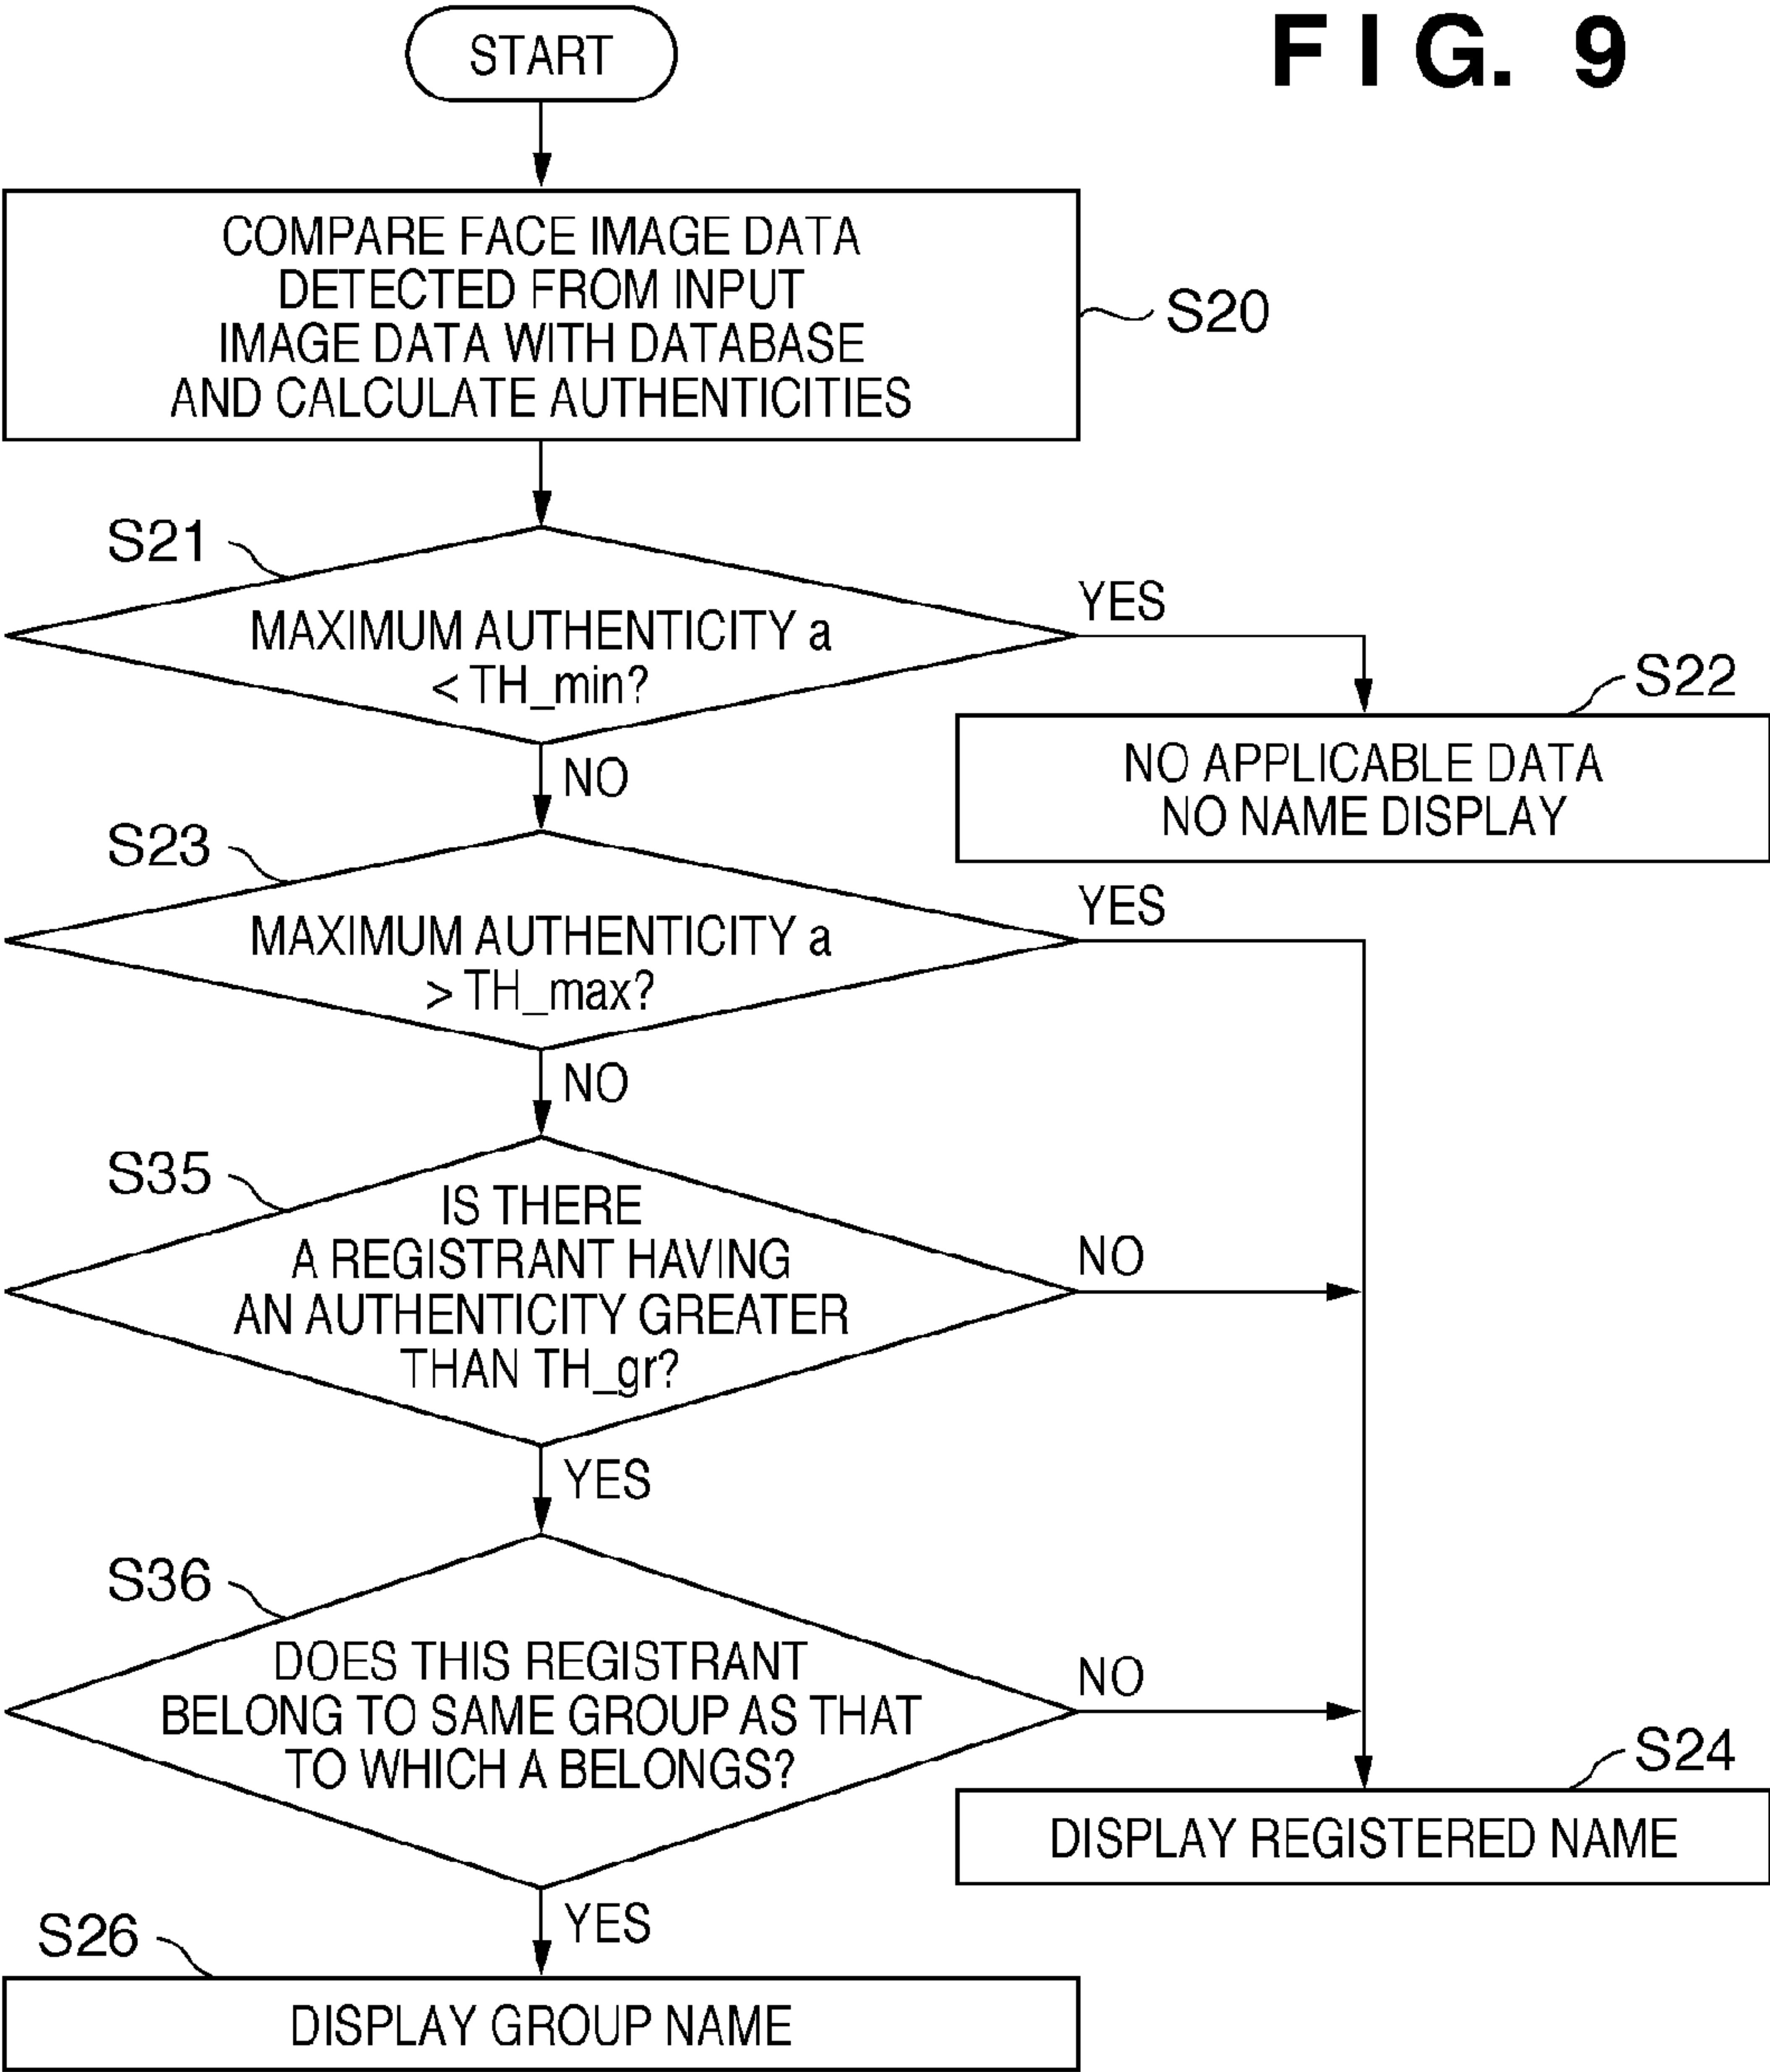 FIG. 9
START
COMPARE FACE IMAGE DATA
DETECTED FROM INPUT
IMAGE DATA WITH DATABASE
AND CALCULATE AUTHENTICITIES
S20
S21
MAXIMUM AUTHENTICITY a
< TH_min?
YES
NO
S22
NO APPLICABLE DATA
NO NAME DISPLAY
S23
MAXIMUM AUTHENTICITY a
> TH_max?
YES
NO
S35
IS THERE
A REGISTRANT HAVING
AN AUTHENTICITY GREATER
THAN TH_gr?
NO
YES
S36
DOES THIS REGISTRANT
BELONG TO SAME GROUP AS THAT
TO WHICH A BELONGS?
NO
YES
S24
DISPLAY REGISTERED NAME
S26
DISPLAY GROUP NAME